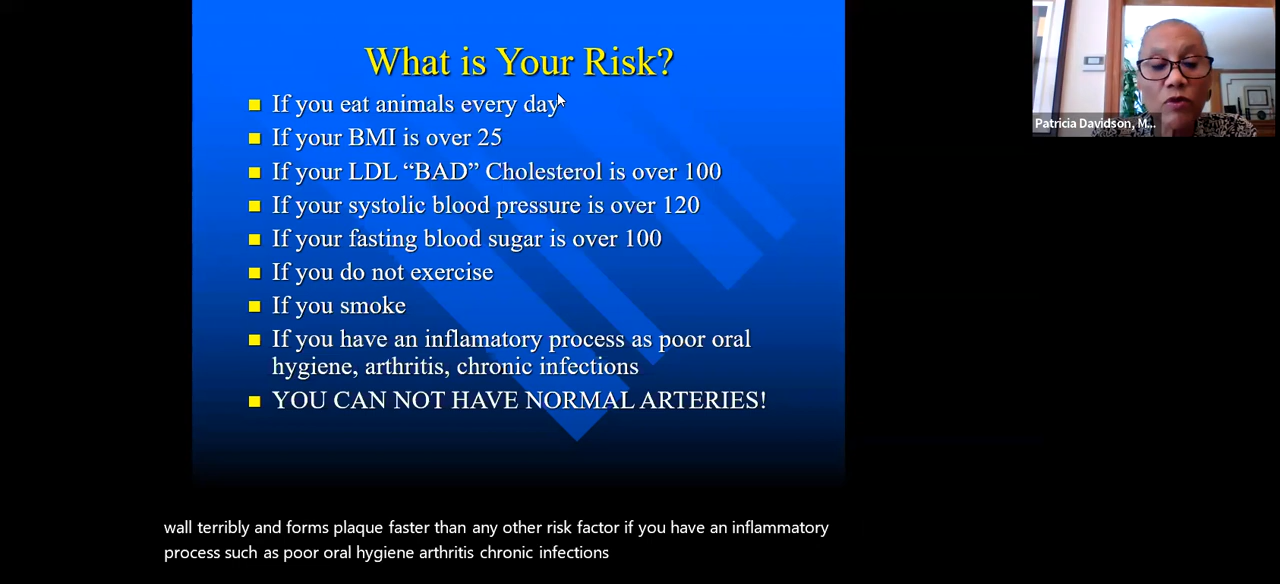 What is Your Risk?
If you eat animals every day
If your BMI is over 25
If your LDL “BAD” Cholesterol is over 100
If your systolic blood pressure is over 120
If your fasting blood sugar is over 100
If you do not exercise
If you smoke
If you have an inflamatory process as poor oral
hygiene, arthritis, chronic infections
YOU CAN NOT HAVE NORMAL ARTERIES!
Patricia Davidson, M...
wall terribly and forms plaque faster than any other risk factor if you have an inflammatory
process such as poor oral hygiene arthritis chronic infections